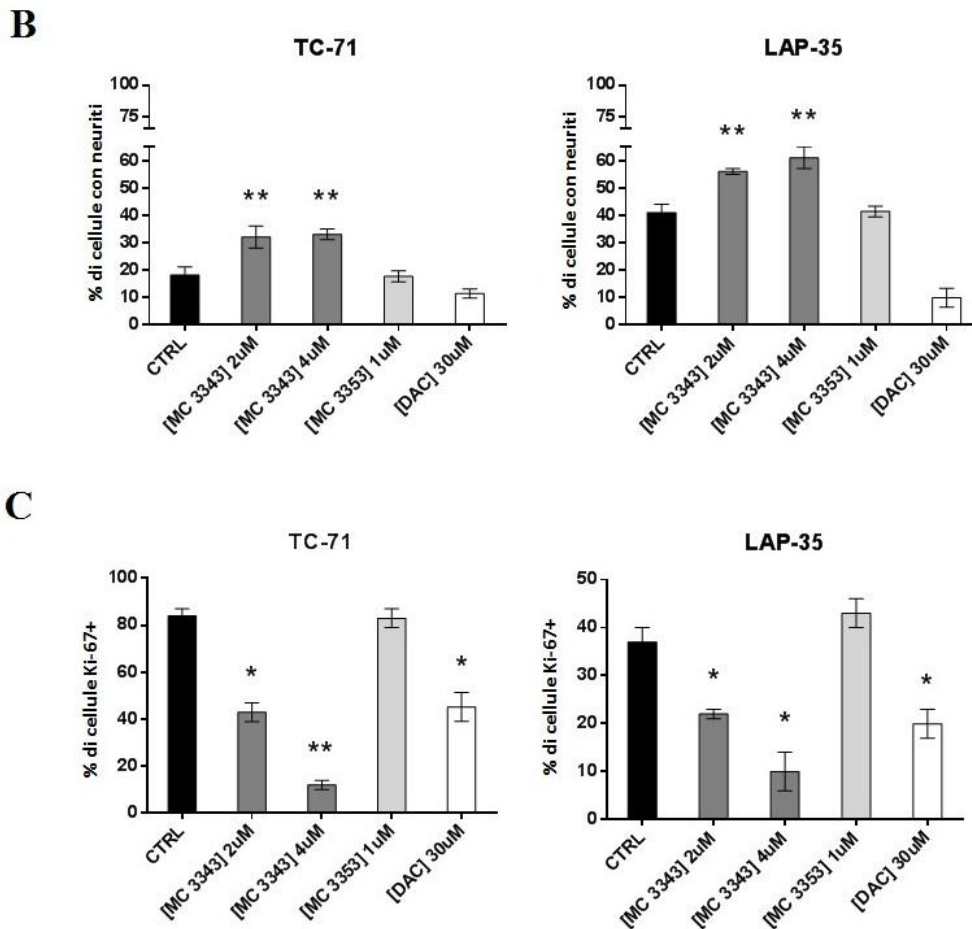 B
TC-71
% di cellule con neuriti
100
75
60
50
40
30
20
10
0
**
**
CTRL
[MC 3343] 2uM
[MC 3343] 4uM
[MC 3353] 1uM
[DAC] 30uM
LAP-35
% di cellule con neuriti
100
75
60
50
40
30
20
10
0
**
**
CTRL
[MC 3343] 2uM
[MC 3343] 4uM
[MC 3353] 1uM
[DAC] 30uM
C
TC-71
% di cellule Ki-67+
100
80
60
40
20
0
*
**
*
CTRL
[MC 3343] 2uM
[MC 3343] 4uM
[MC 3353] 1uM
[DAC] 30uM
LAP-35
% di cellule Ki-67+
50
40
30
20
10
0
*
*
*
CTRL
[MC 3343] 2uM
[MC 3343] 4uM
[MC 3353] 1uM
[DAC] 30uM